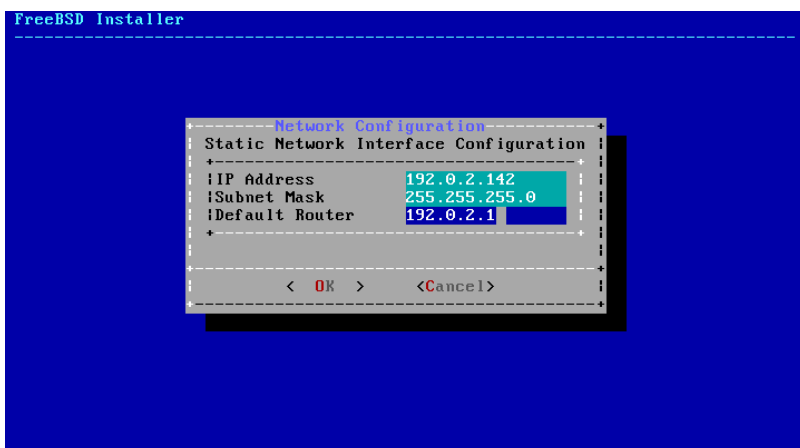 FreeBSD Installer
Network Configuration
Static Network Interface Configuration
IP Address 192.0.2.142
Subnet Mask 255.255.255.0
Default Router 192.0.2.1
< OK > <Cancel>